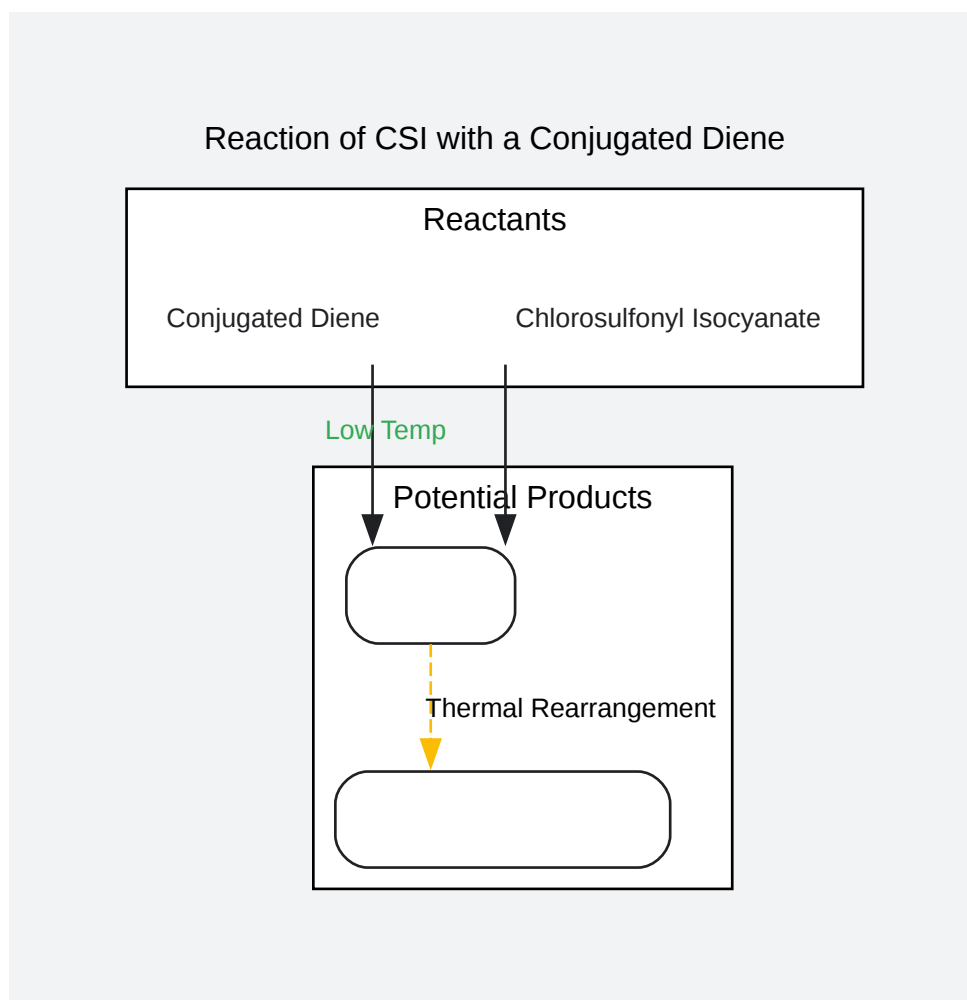 Reaction of CSI with a Conjugated Diene
Reactants
Conjugated Diene
Chlorosulfonyl Isocyanate
Low Temp
Potential Products
Thermal Rearrangement